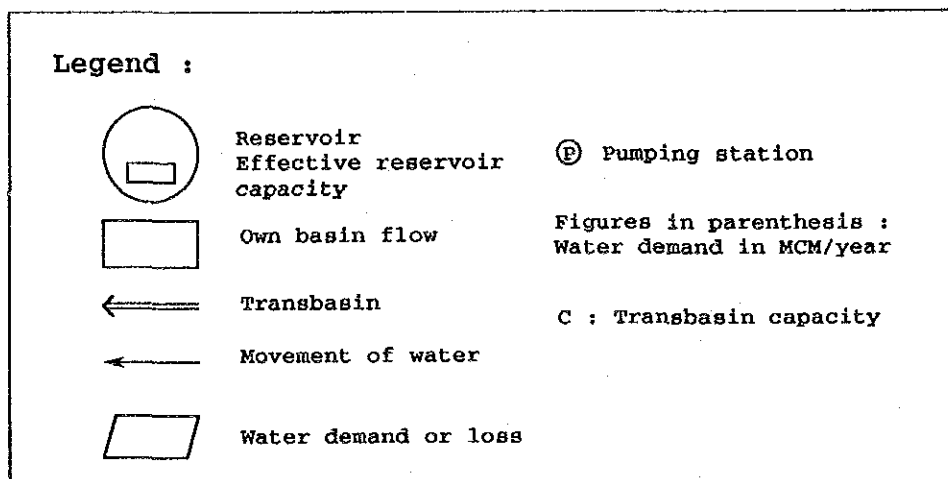 Legend :
Reservoir
Effective reservoir
capacity
Own basin flow
Transbasin
Movement of water
Water demand or loss
P Pumping station
Figures in parenthesis :
Water demand in MCM/year
C : Transbasin capacity